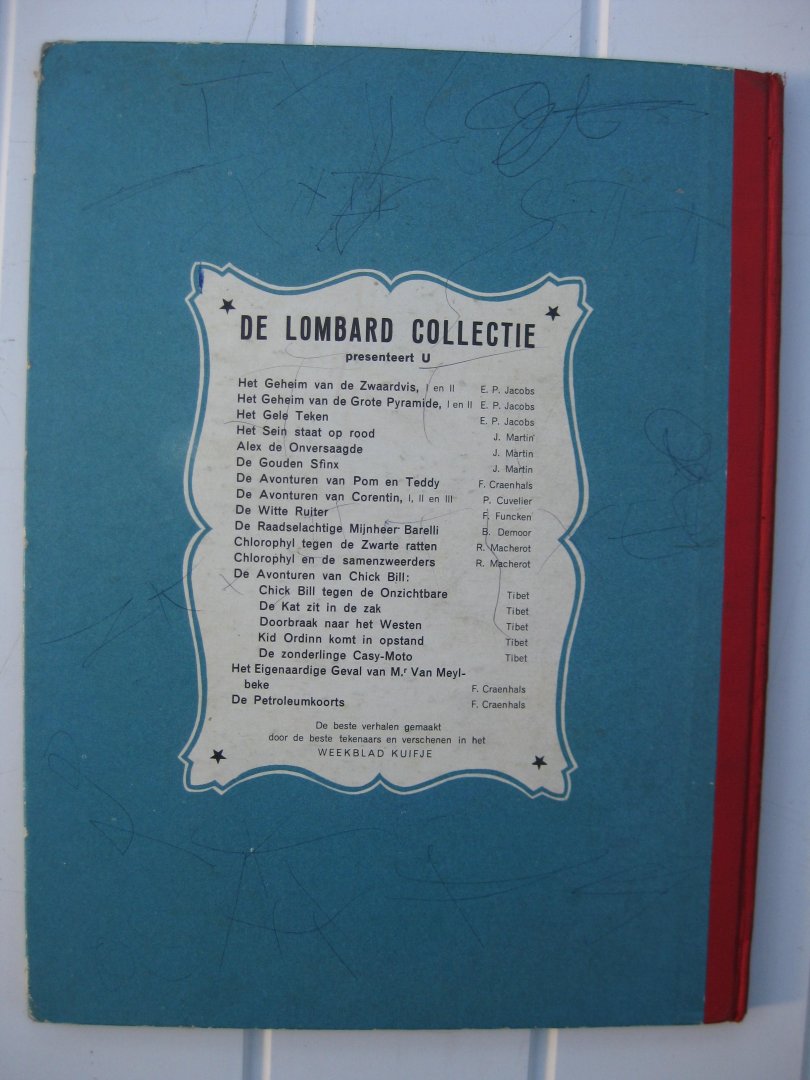 DE LOMBARD COLLECTIE
presenteert U
Het Geheim van de Zwaardvis, I en II E. P. Jacobs
Het Geheim van de Grote Pyramide, I en II E. P. Jacobs
Het Gele Teken E. P. Jacobs
Het Sein staat op rood J. Martin
Alex de Onversaagde J. Martin
De Gouden Sfinx J. Martin
De Avonturen van Pom en Teddy F. Craenhals
De Avonturen van Corentin, I, II en III P. Cuvelier
De Witte Ruiter F. Funcken
De Raadselachtige Mijnheer Barelli B. Demoor
Chlorophyl tegen de Zwarte ratten R. Macherot
Chlorophyl en de samenzweerders R. Macherot
De Avonturen van Chick Bill:
Chick Bill tegen de Onzichtbare Tibet
De Kat zit in de zak Tibet
Doorbraak naar het Westen Tibet
Kid Ordinn komt in opstand Tibet
De zonderlinge Casy-Moto Tibet
Het Eigenaardige Geval van M.r Van Meyl-
beke F. Craenhals
De Petroleumkoorts F. Craenhals
De beste verhalen gemaakt
door de beste tekenaars en verschenen in het
WEEKBLAD KUIFJE